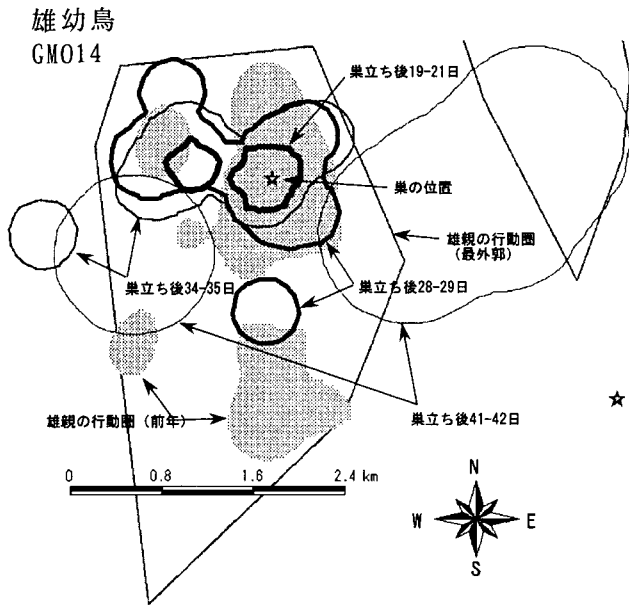 雄幼鳥
GM014
巣立ち後19-21日
巣の位置
雄親の行動圏
(最外郭)
巣立ち後34-35日
巣立ち後28-29日
雄親の行動圏(前年)
巣立ち後41-42日
0 0.8 1.6 2.4 km
N
W E
S